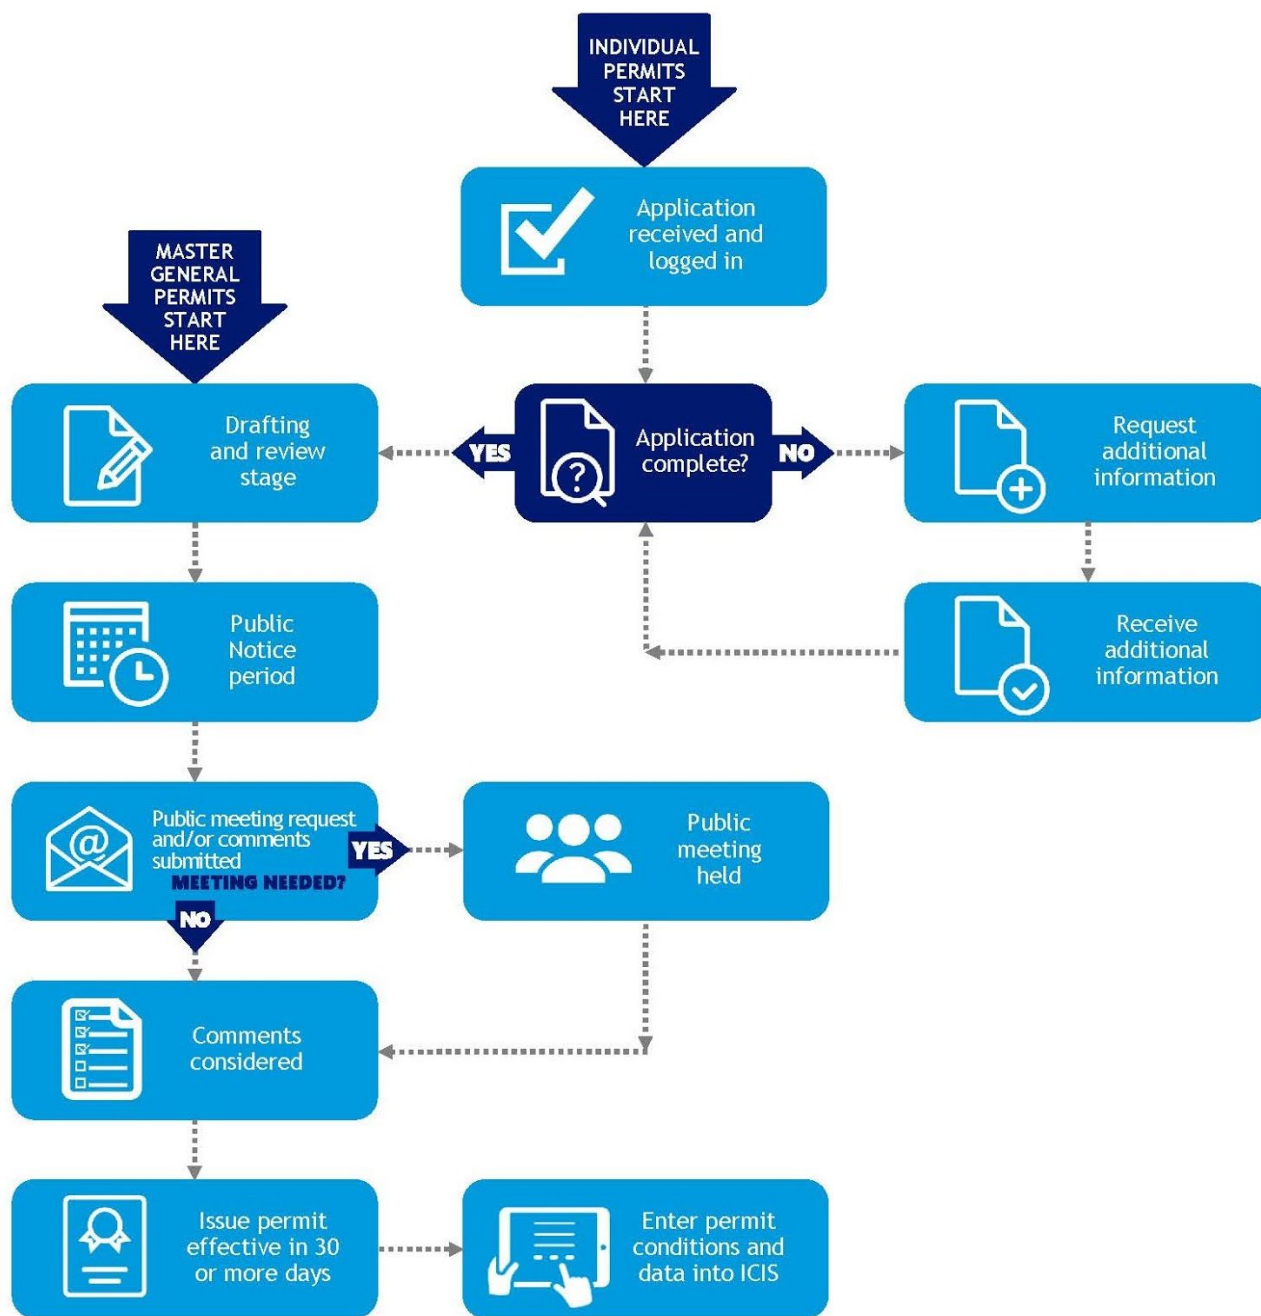 INDIVIDUAL
PERMITS
START
HERE
Application
received and
logged in
MASTER
GENERAL
PERMITS
START
HERE
Drafting
and review
stage
YES
?
Application
complete?
NO
Request
additional
information
Public
Notice
period
Receive
additional
information
@
Public meeting request
and/or comments
submitted
MEETING NEEDED?
YES
NO
Public
meeting
held
Comments
considered
Issue permit
effective in 30
or more days
Enter permit
conditions and
data into ICIS